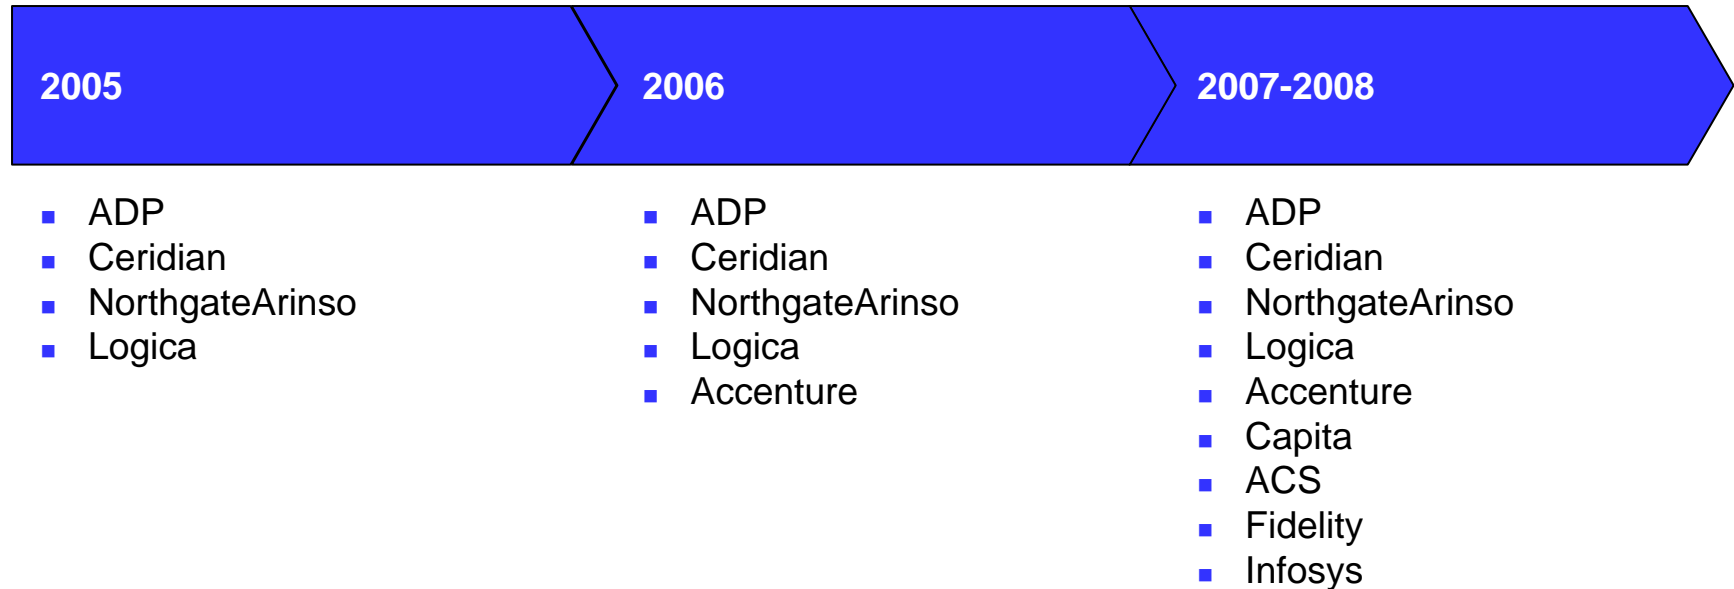 2005
2006
2007-2008
ADP
Ceridian
NorthgateArinso
Logica
ADP
Ceridian
NorthgateArinso
Logica
Accenture
ADP
Ceridian
NorthgateArinso
Logica
Accenture
Capita
ACS
Fidelity
Infosys